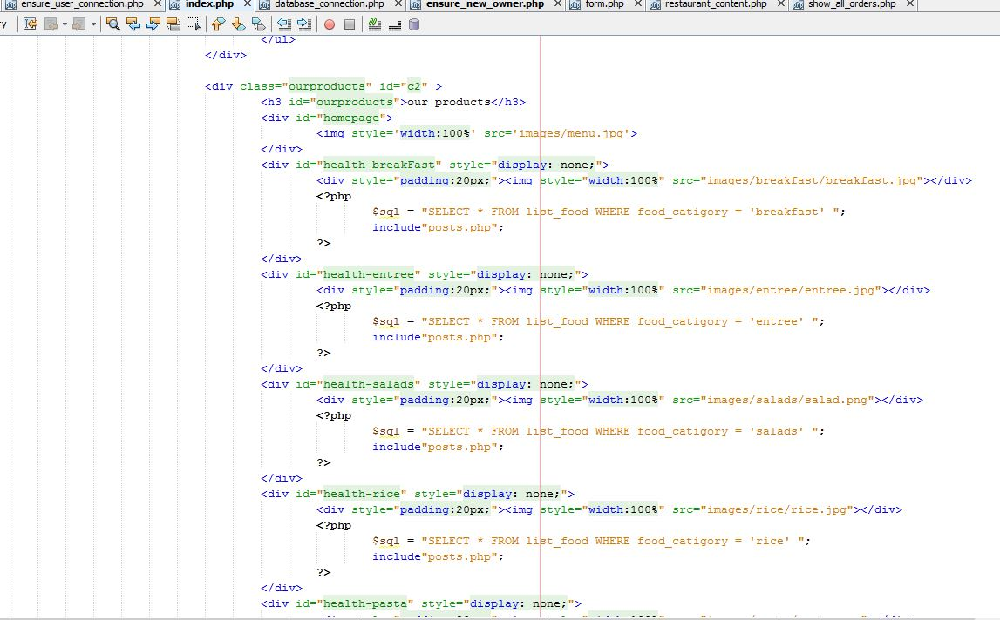 ensure_user_connection.php index.php database_connection.php ensure_new_owner.php form.php restaurant_content.php show_all_orders.php
ry
</ul>
</div>
<div class="ourproducts" id="c2" >
<h3 id="ourproducts">our products</h3>
<div id="homepage">
<img style='width:100%' src='images/menu.jpg'>
</div>
<div id="health-breakFast" style="display: none;">
<div style="padding:20px;"><img style="width:100%" src="images/breakfast/breakfast.jpg"></div>
<?php
$sql = "SELECT * FROM list_food WHERE food_catigory = 'breakfast' ";
include"posts.php";
?>
</div>
<div id="health-entree" style="display: none;">
<div style="padding:20px;"><img style="width:100%" src="images/entree/entree.jpg"></div>
<?php
$sql = "SELECT * FROM list_food WHERE food_catigory = 'entree' ";
include"posts.php";
?>
</div>
<div id="health-salads" style="display: none;">
<div style="padding:20px;"><img style="width:100%" src="images/salads/salad.png"></div>
<?php
$sql = "SELECT * FROM list_food WHERE food_catigory = 'salads' ";
include"posts.php";
?>
</div>
<div id="health-rice" style="display: none;">
<div style="padding:20px;"><img style="width:100%" src="images/rice/rice.jpg"></div>
<?php
$sql = "SELECT * FROM list_food WHERE food_catigory = 'rice' ";
include"posts.php";
?>
</div>
<div id="health-pasta" style="display: none;">